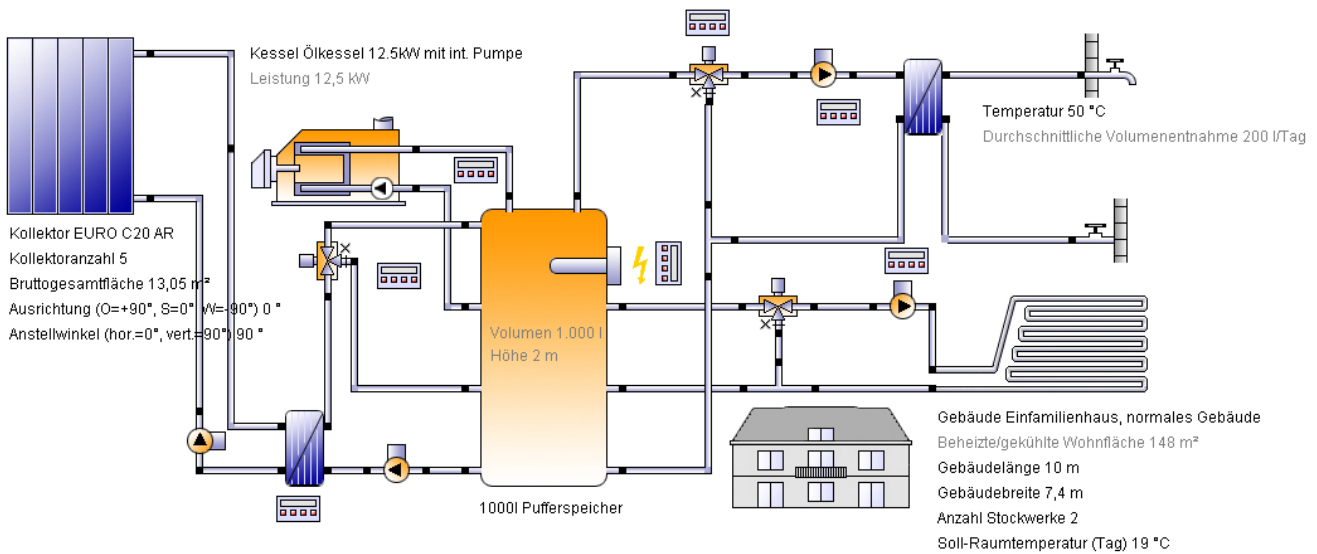 Kessel Ölkessel 12.5kW mit int. Pumpe
Leistung 12,5 kW
Temperatur 50 °C
Durchschnittliche Volumenentnahme 200 l/Tag
Kollektor EURO C20 AR
Kollektoranzahl 5
Bruttogesamtfläche 13,05 m²
Ausrichtung (O=+90°, S=0°, W=-90°) 0 °
Anstellwinkel (hor.=0°, vert.=90°) 90 °
Volumen 1.000 l
Höhe 2 m
1000l Pufferspeicher
Gebäude Einfamilienhaus, normales Gebäude
Beheizte/gekühlte Wohnfläche 148 m²
Gebäudelänge 10 m
Gebäudebreite 7,4 m
Anzahl Stockwerke 2
Soll-Raumtemperatur (Tag) 19 °C